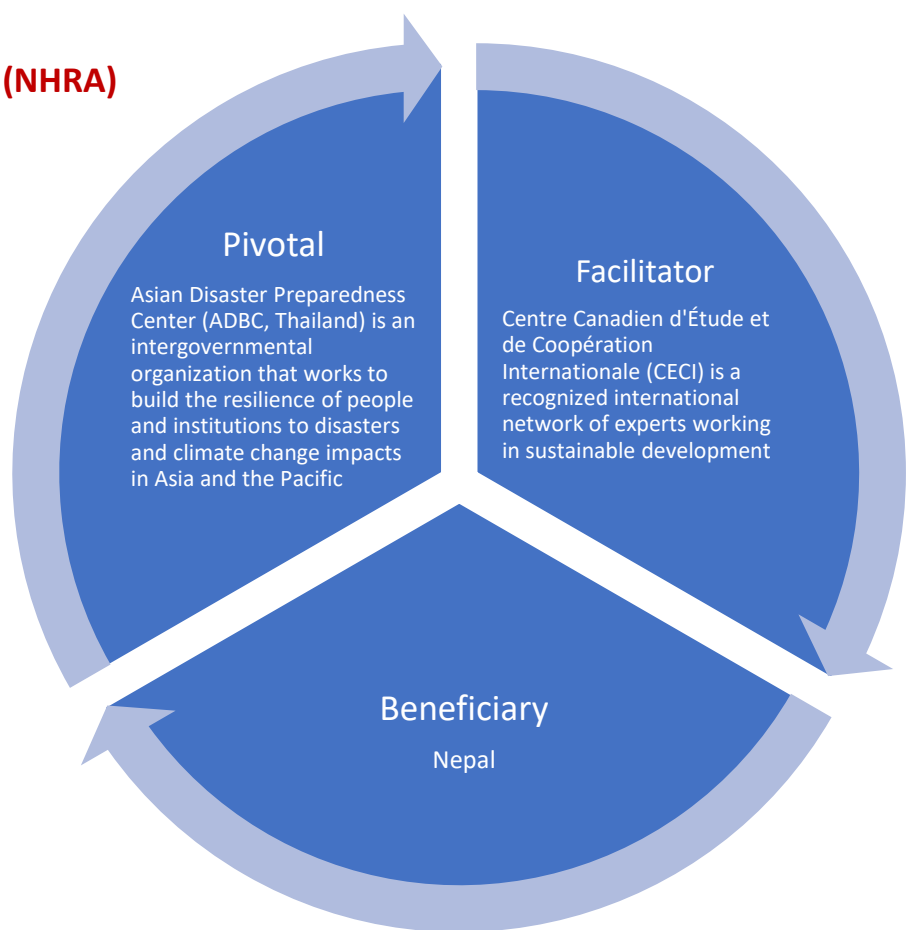 (NHRA)
Pivotal
Asian Disaster Preparedness
Center (ADBC, Thailand) is an
intergovernmental
organization that works to
build the resilience of people
and institutions to disasters
and climate change impacts
in Asia and the Pacific
Facilitator
Centre Canadien d'Étude et
de Coopération
Internationale (CECI) is a
recognized international
network of experts working
in sustainable development
Beneficiary
Nepal